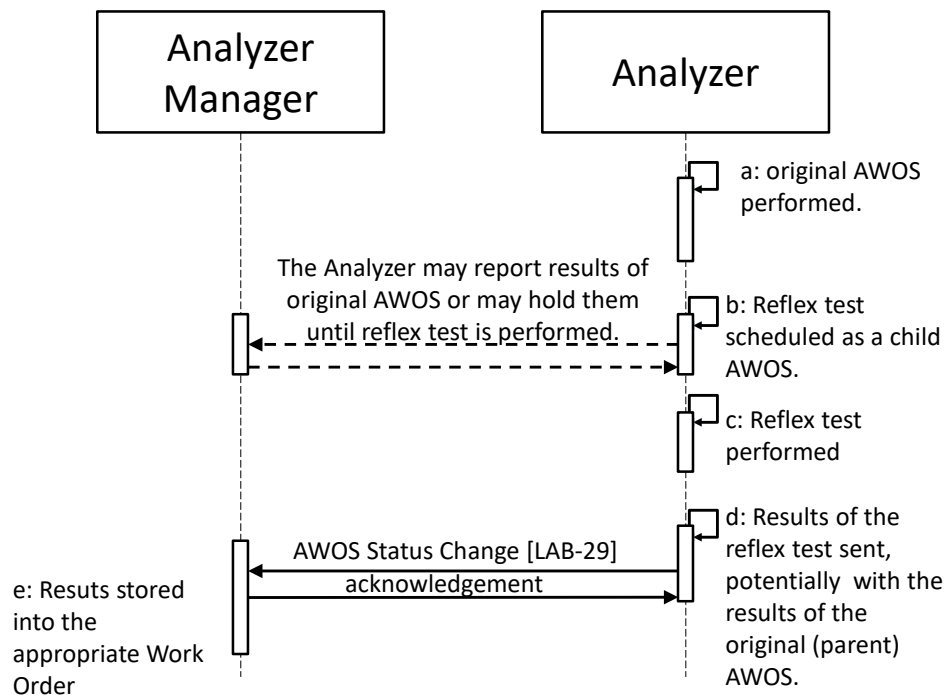 Analyzer
Manager
Analyzer
a: original AWOS
performed.
The Analyzer may report results of
original AWOS or may hold them
until reflex test is performed.
b: Reflex test
scheduled as a child
AWOS.
c: Reflex test
performed
d: Results of the
reflex test sent,
potentially with the
results of the
original (parent)
AWOS.
AWOS Status Change [LAB-29]
acknowledgement
e: Resuts stored
into the
appropriate Work
Order